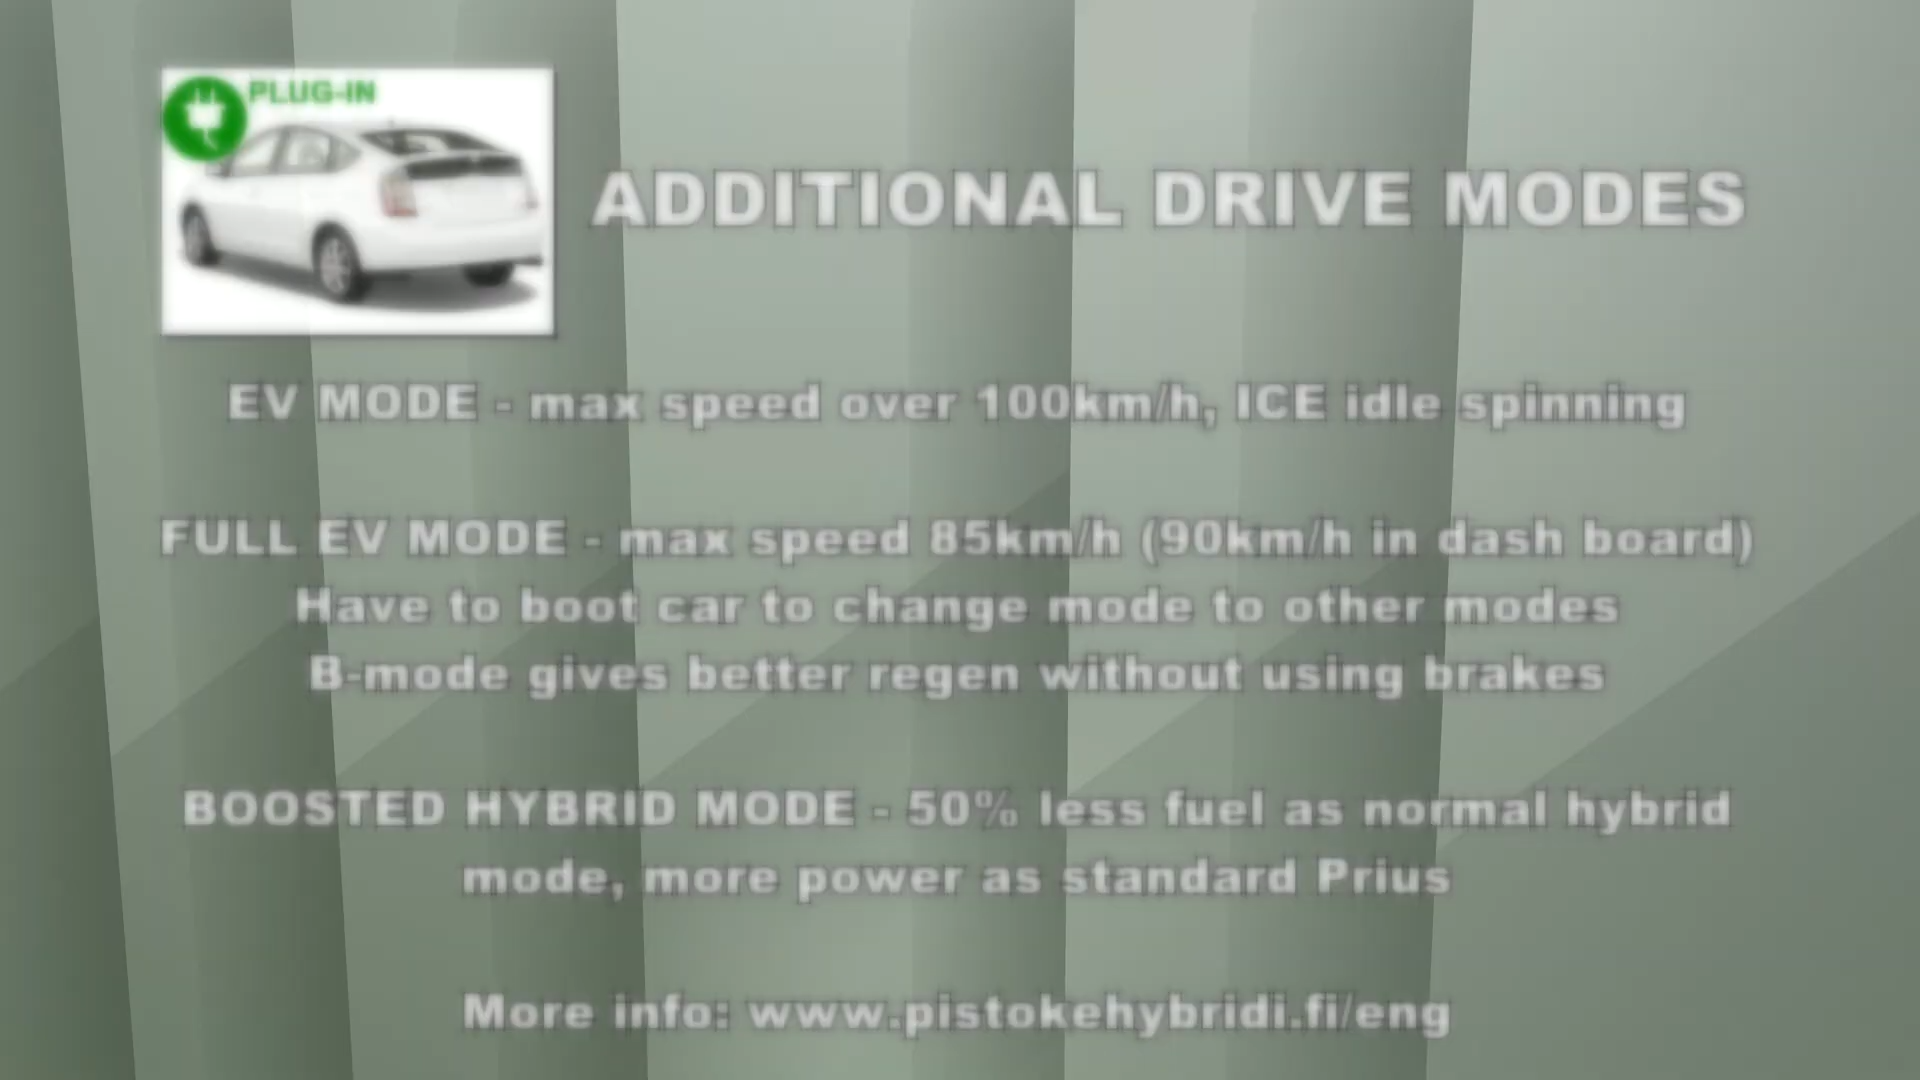 PLUG-IN
ADDITIONAL DRIVE MODES
EV MODE - max speed over 100km/h, ICE idle spinning
FULL EV MODE - max speed 85km/h (90km/h in dash board)
Have to boot car to change mode to other modes
B-mode gives better regen without using brakes
BOOSTED HYBRID MODE - 50% less fuel as normal hybrid
mode, more power as standard Prius
More info: www.pistokehybridi.fi/eng